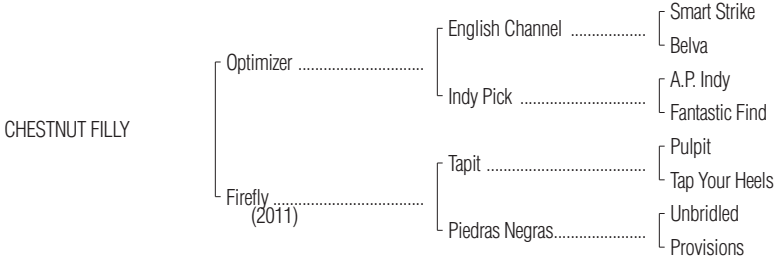 Smart Strike
English Channel ....................
Belva
Optimizer ..............................
A.P. Indy
Indy Pick .................................
Fantastic Find
CHESTNUT FILLY
Pulpit
Tapit ..........................................
Tap Your Heels
Firefly ....................................
(2011)
Unbridled
Piedras Negras........................
Provisions